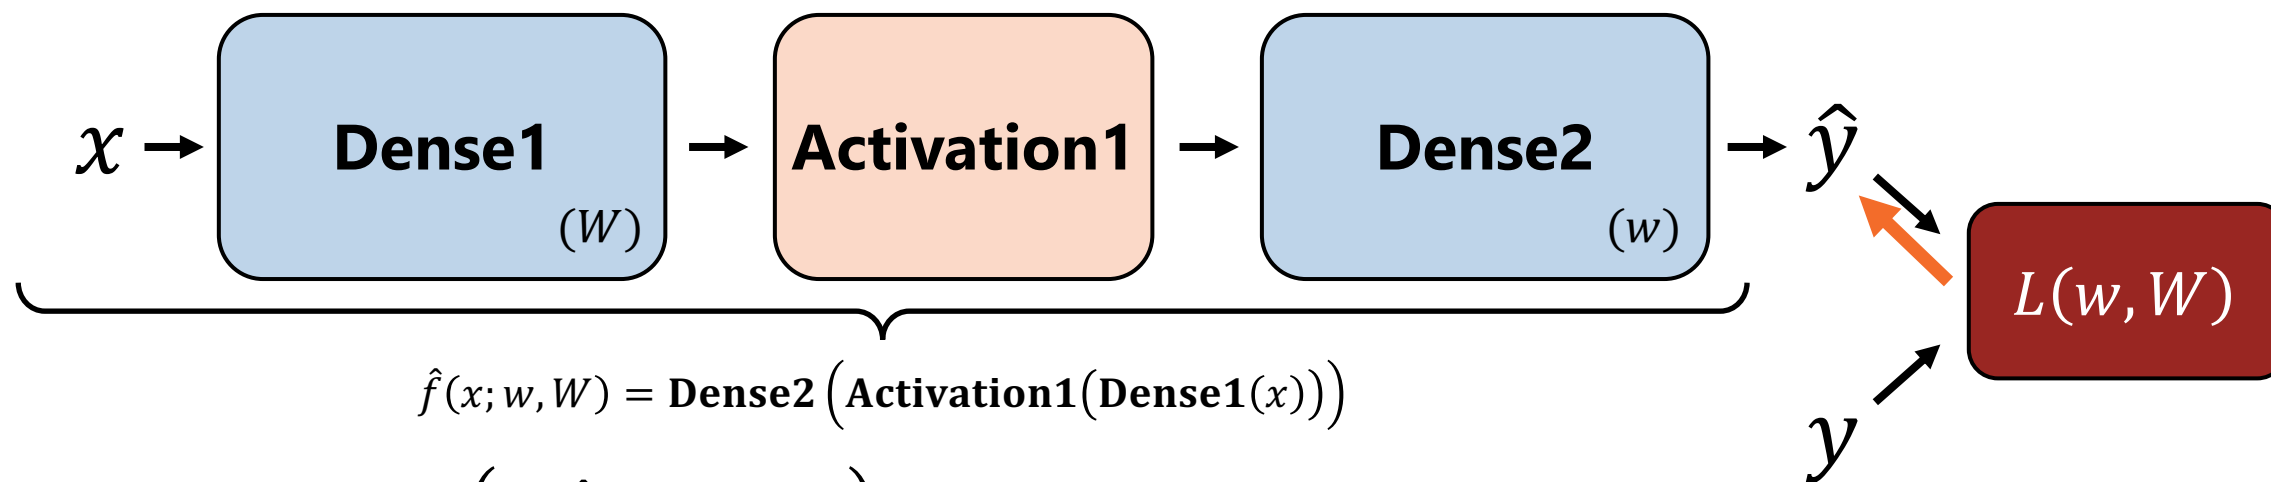 x Dense1 Activation1 Dense2 ŷ
(W) (w)
L(w, W)
f̂(x; w, W) = Dense2(Activation1(Dense1(x)))
y